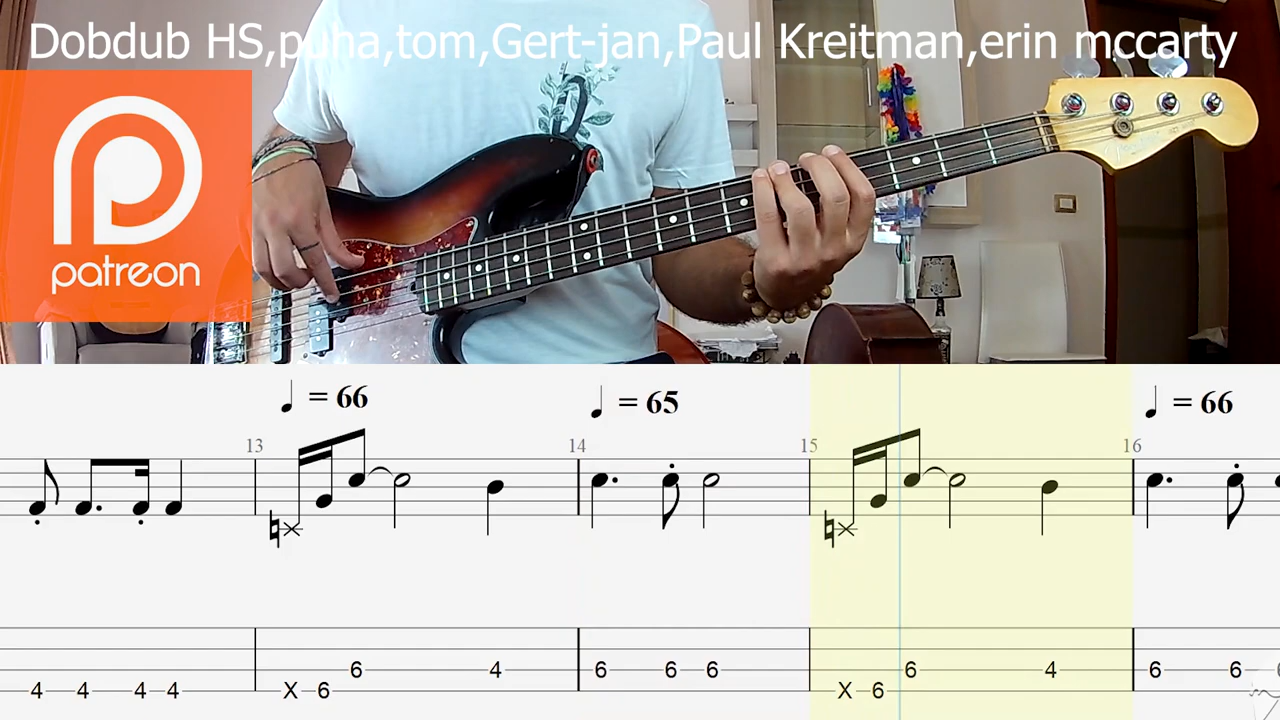 Dobdub HS,puha,tom,Gert-jan,Paul Kreitman,erin mccarty
patreon
= 66 = 65 = 66
13 14 15 16
6 4 6 6 6 6 4 6 6
4 4 4 4 X 6 X 6